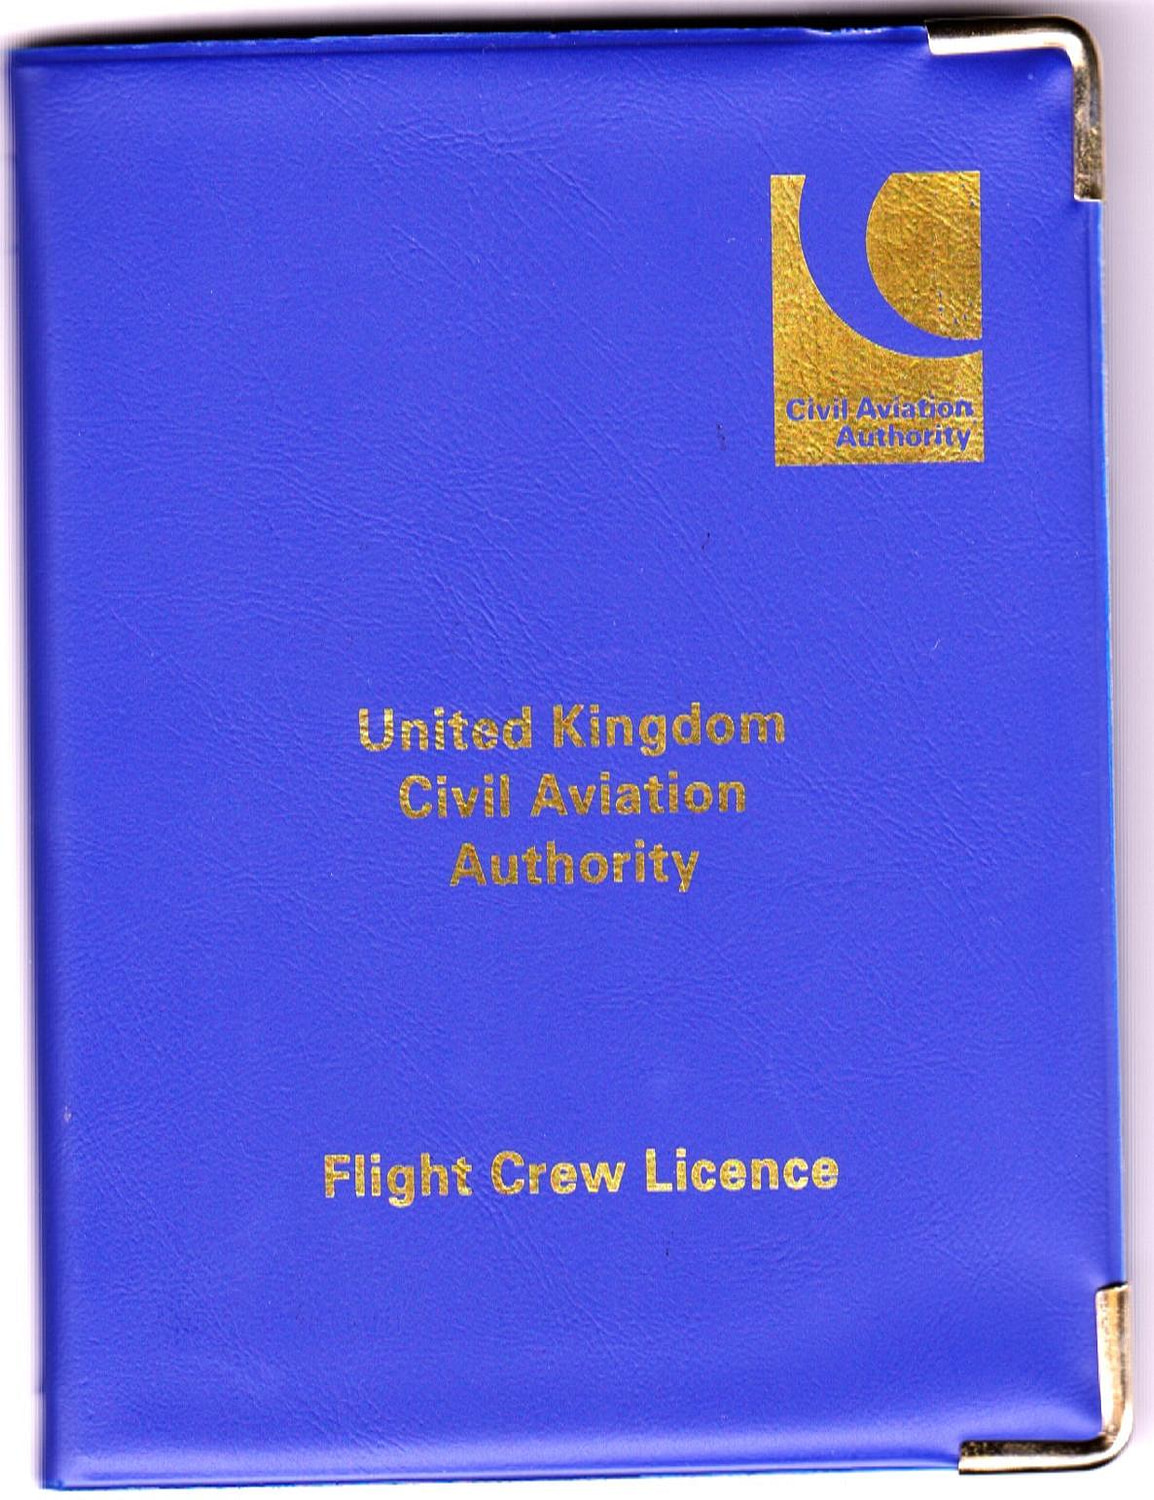 Civil Aviation
Authority
United Kingdom
Civil Aviation
Authority
Flight Crew Licence